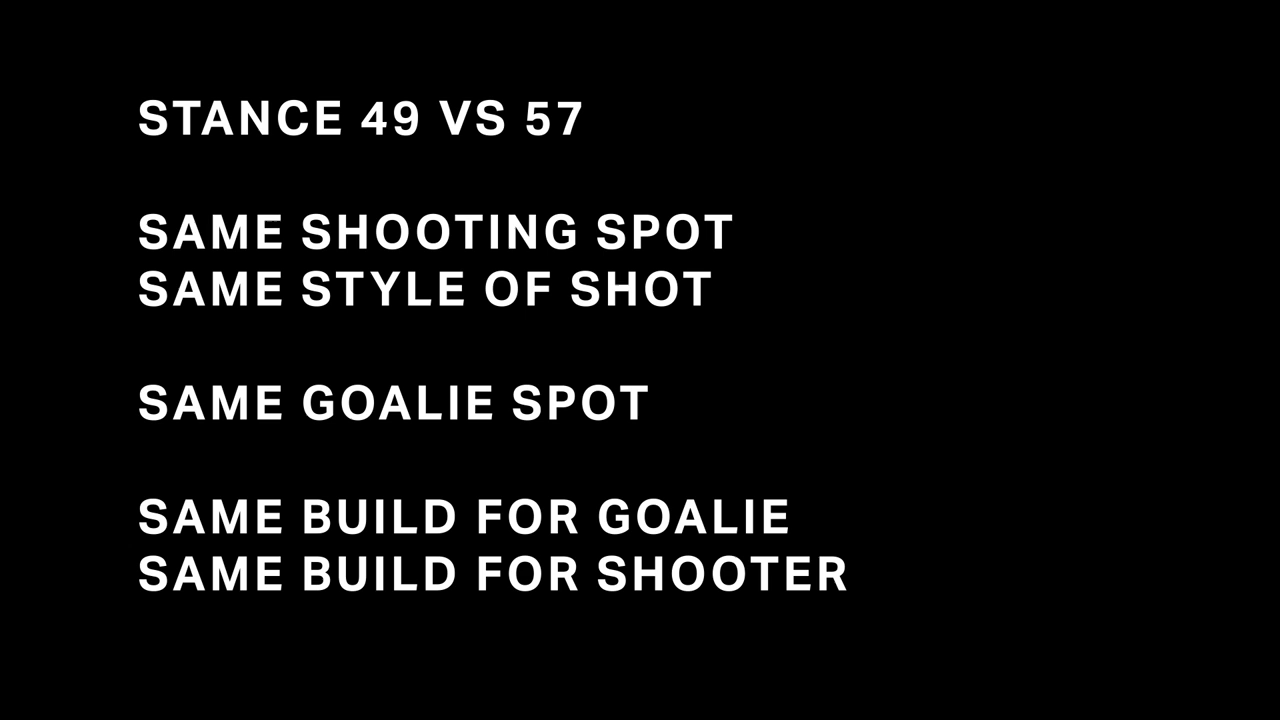 STANCE 49 VS 57
SAME SHOOTING SPOT
SAME STYLE OF SHOT
SAME GOALIE SPOT
SAME BUILD FOR GOALIE
SAME BUILD FOR SHOOTER